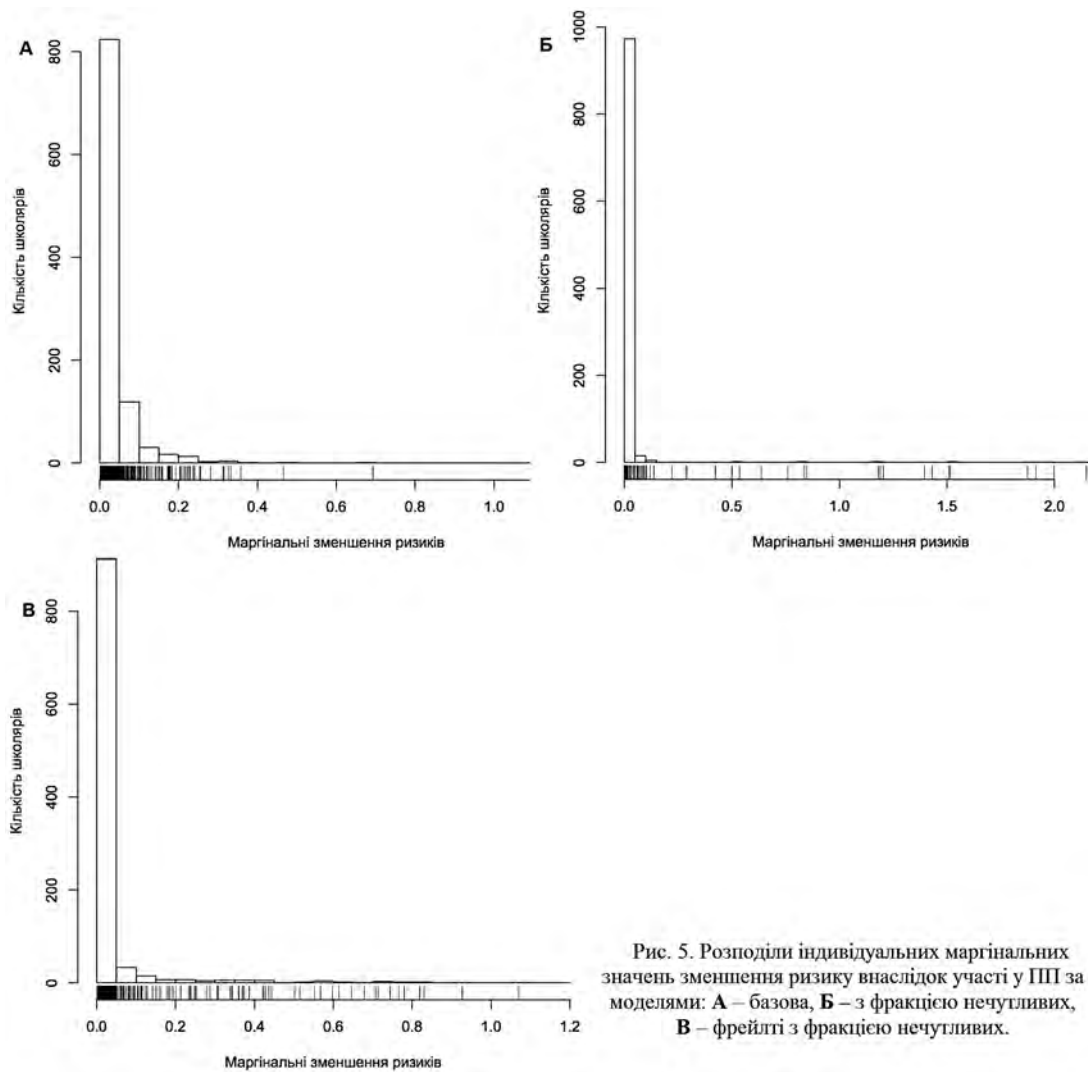 А
Кількість школярів
0
200
400
600
800
0.0 0.2 0.4 0.6 0.8 1.0
Маргінальні зменшення ризиків
Б
Кількість школярів
0
200
400
600
800
1000
0.0 0.5 1.0 1.5 2.0
Маргінальні зменшення ризиків
В
Кількість школярів
0
200
400
600
800
0.0 0.2 0.4 0.6 0.8 1.0 1.2
Маргінальні зменшення ризиків
Рис. 5. Розподіли індивідуальних маргінальних
значень зменшення ризику внаслідок участі у ПП за
моделями: А – базова, Б – з фракцією нечутливих,
В – фрейлті з фракцією нечутливих.